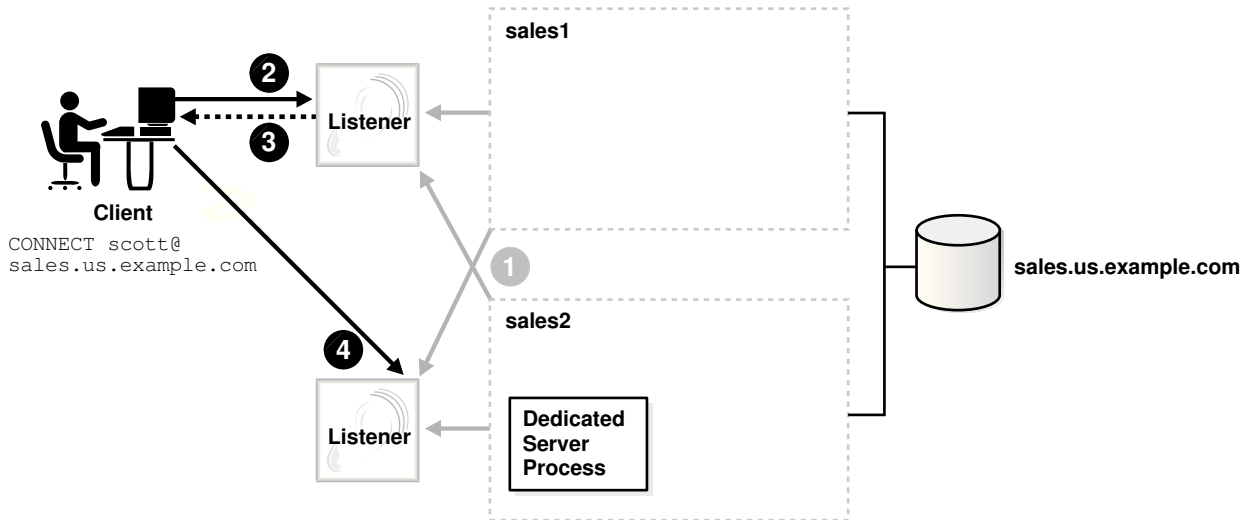 sales1
2
Listener
3
Client
CONNECT scott@
sales.us.example.com
1
sales.us.example.com
sales2
4
Listener
Dedicated
Server
Process